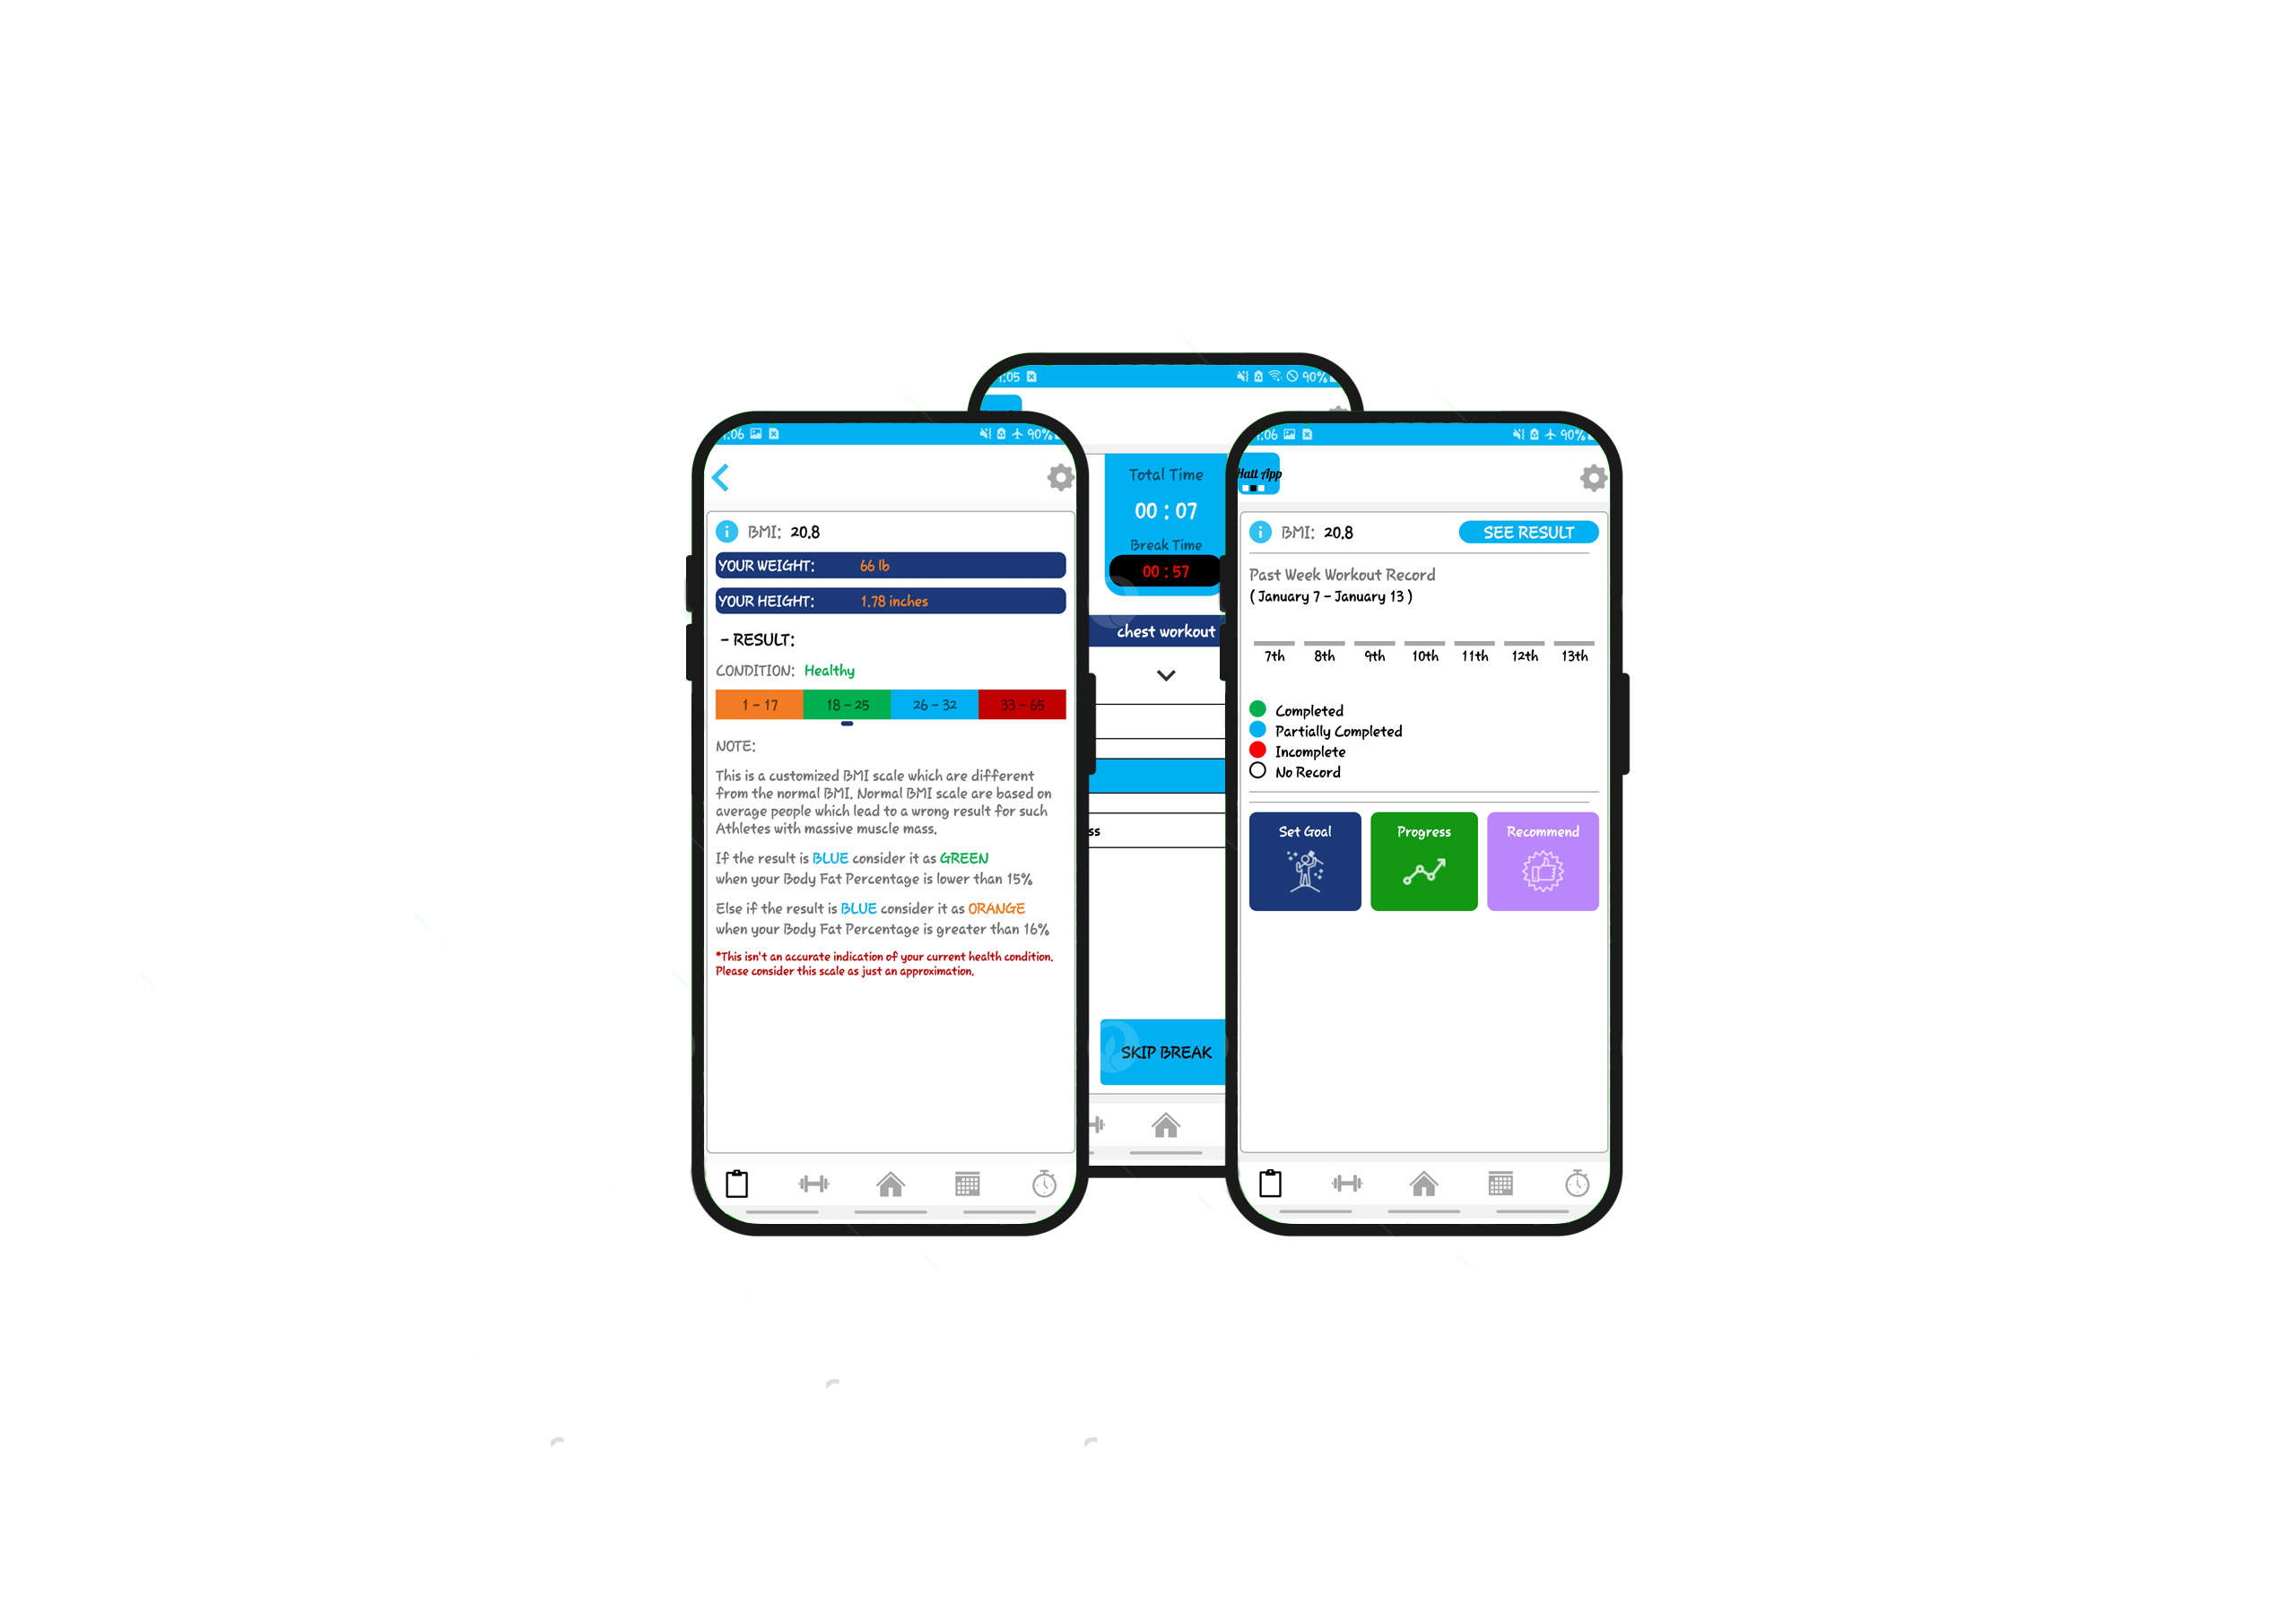 1:06
90%
BMI: 20.8
YOUR WEIGHT: 66 lb
YOUR HEIGHT: 1.78 inches
- RESULT:
CONDITION: Healthy
1 - 17
18 - 25
26 - 32
33 - 65
NOTE:
This is a customized BMI scale which are different
from the normal BMI. Normal BMI scale are based on
average people which lead to a wrong result for such
Athletes with massive muscle mass.
If the result is BLUE consider it as GREEN
when your Body Fat Percentage is lower than 15%
Else if the result is BLUE consider it as ORANGE
when your Body Fat Percentage is greater than 16%
*This isn't an accurate indication of your current health condition.
Please consider this scale as just an approximation.
1:05
90%
Total Time
00 : 07
Break Time
00 : 57
chest workout
ss
SKIP BREAK
1:06
90%
Hatt App
BMI: 20.8
SEE RESULT
Past Week Workout Record
( January 7 - January 13 )
7th 8th 9th 10th 11th 12th 13th
Completed
Partially Completed
Incomplete
No Record
Set Goal
Progress
Recommend